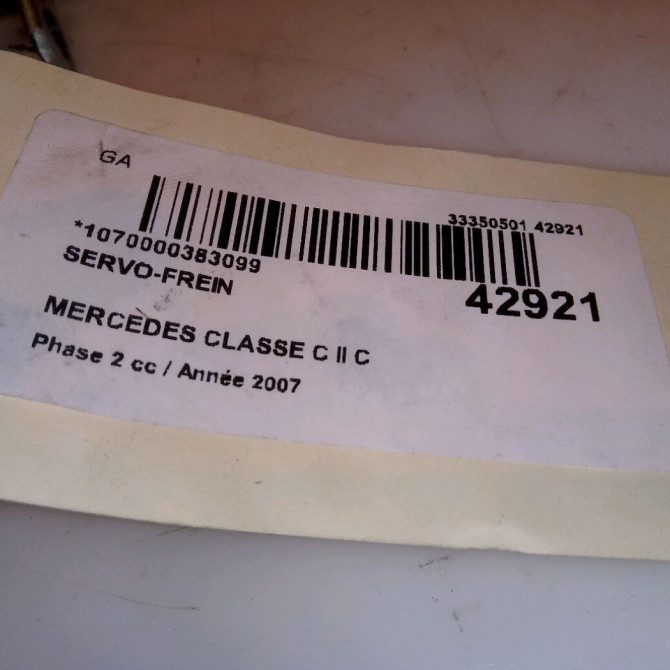 GA
33350501 42921
*1070000383099
SERVO-FREIN
42921
MERCEDES CLASSE C II C
Phase 2 cc / Année 2007